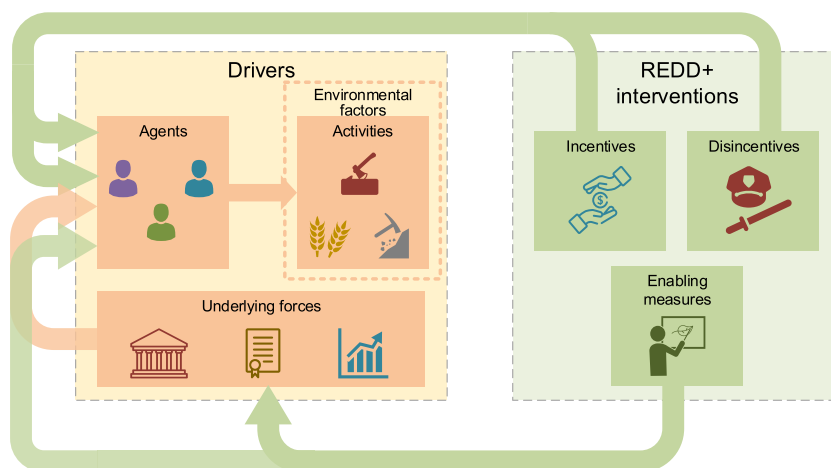 Drivers
Environmental
factors
Agents
Activities
Underlying forces
REDD+
interventions
Incentives
Disincentives
Enabling
measures
$